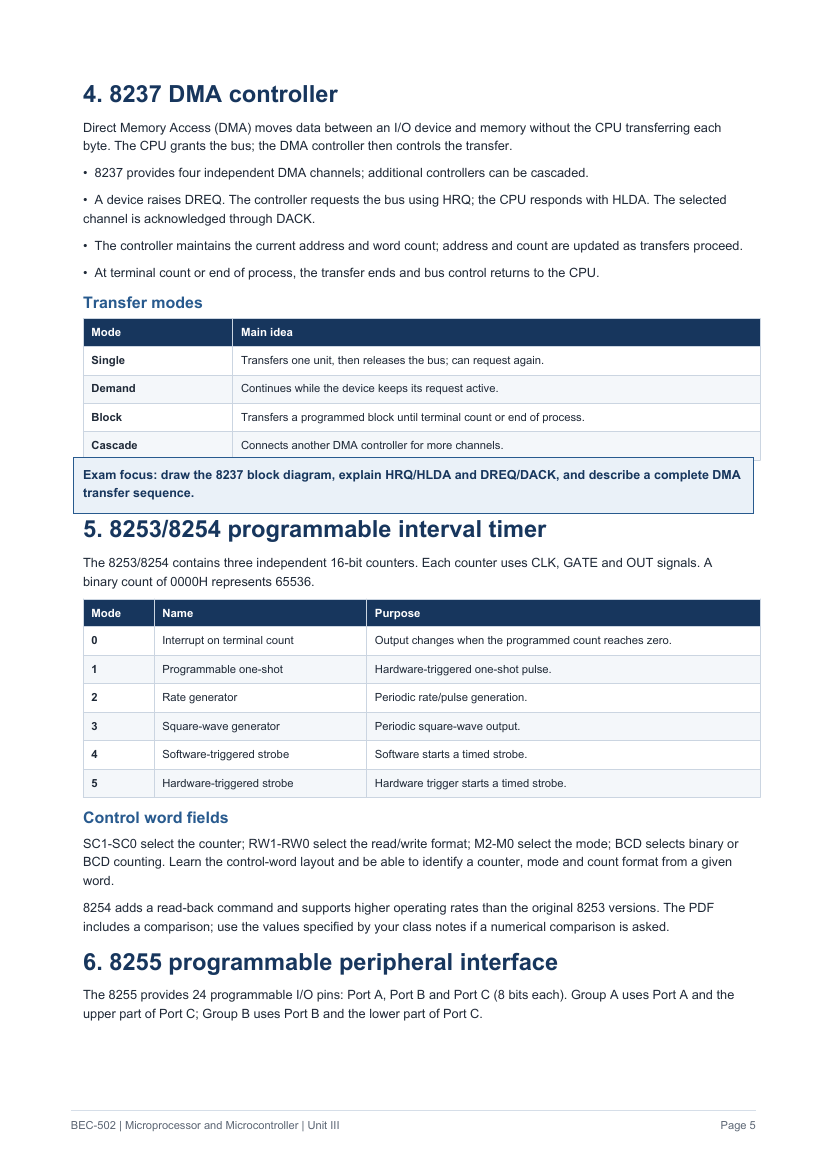 4. 8237 DMA controller
Direct Memory Access (DMA) moves data between an I/O device and memory without the CPU transferring each
byte. The CPU grants the bus; the DMA controller then controls the transfer.
• 8237 provides four independent DMA channels; additional controllers can be cascaded.
• A device raises DREQ. The controller requests the bus using HRQ; the CPU responds with HLDA. The selected
channel is acknowledged through DACK.
• The controller maintains the current address and word count; address and count are updated as transfers proceed.
• At terminal count or end of process, the transfer ends and bus control returns to the CPU.
Transfer modes
Mode Main idea
Single Transfers one unit, then releases the bus; can request again.
Demand Continues while the device keeps its request active.
Block Transfers a programmed block until terminal count or end of process.
Cascade Connects another DMA controller for more channels.
Exam focus: draw the 8237 block diagram, explain HRQ/HLDA and DREQ/DACK, and describe a complete DMA
transfer sequence.
5. 8253/8254 programmable interval timer
The 8253/8254 contains three independent 16-bit counters. Each counter uses CLK, GATE and OUT signals. A
binary count of 0000H represents 65536.
Mode Name Purpose
0 Interrupt on terminal count Output changes when the programmed count reaches zero.
1 Programmable one-shot Hardware-triggered one-shot pulse.
2 Rate generator Periodic rate/pulse generation.
3 Square-wave generator Periodic square-wave output.
4 Software-triggered strobe Software starts a timed strobe.
5 Hardware-triggered strobe Hardware trigger starts a timed strobe.
Control word fields
SC1-SC0 select the counter; RW1-RW0 select the read/write format; M2-M0 select the mode; BCD selects binary or
BCD counting. Learn the control-word layout and be able to identify a counter, mode and count format from a given
word.
8254 adds a read-back command and supports higher operating rates than the original 8253 versions. The PDF
includes a comparison; use the values specified by your class notes if a numerical comparison is asked.
6. 8255 programmable peripheral interface
The 8255 provides 24 programmable I/O pins: Port A, Port B and Port C (8 bits each). Group A uses Port A and the
upper part of Port C; Group B uses Port B and the lower part of Port C.
BEC-502 | Microprocessor and Microcontroller | Unit III Page 5